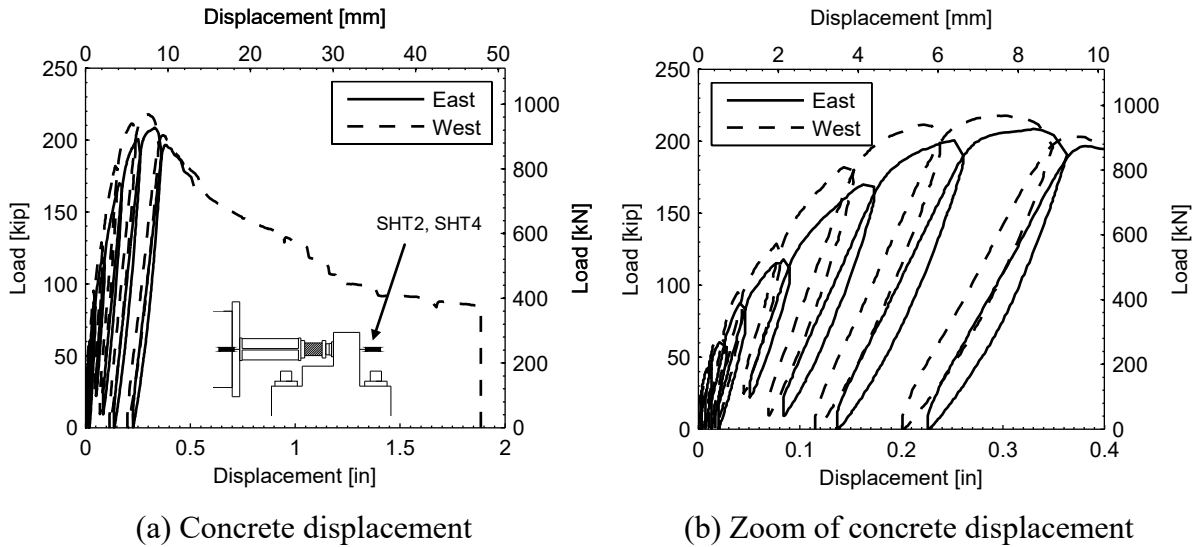 Displacement [mm]
0 10 20 30 40 50
250
200
150
100
50
0
Load [kip]
East
West
SHT2, SHT4
1000
800
600
400
200
0
Load [kN]
0 0.5 1 1.5 2
Displacement [in]
(a) Concrete displacement
Displacement [mm]
0 2 4 6 8 10
250
200
150
100
50
0
Load [kip]
East
West
1000
800
600
400
200
0
Load [kN]
0 0.1 0.2 0.3 0.4
Displacement [in]
(b) Zoom of concrete displacement